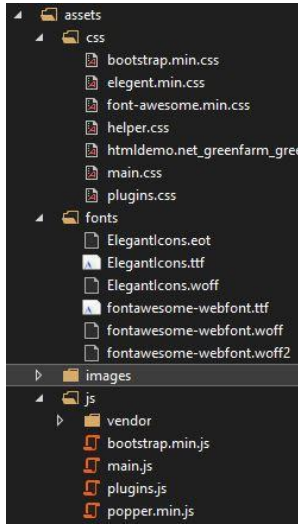 assets
css
bootstrap.min.css
elegent.min.css
font-awesome.min.css
helper.css
htmldemo.net_greenfarm_gree
main.css
plugins.css
fonts
ElegantIcons.eot
ElegantIcons.ttf
ElegantIcons.woff
fontawesome-webfont.ttf
fontawesome-webfont.woff
fontawesome-webfont.woff2
images
js
vendor
bootstrap.min.js
main.js
plugins.js
popper.min.js